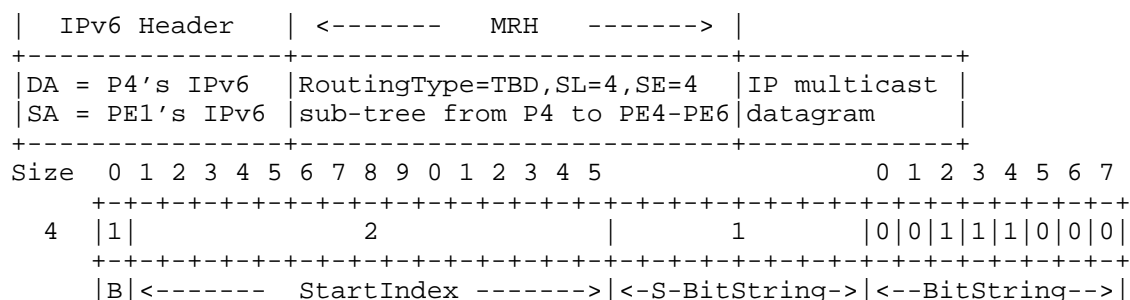 |  IPv6 Header   | <-------   MRH   -------> |
+----------------+---------------------------+--------------+
|DA = P4's IPv6  |RoutingType=TBD,SL=4,SE=4  |IP multicast  |
|SA = PE1's IPv6 |sub-tree from P4 to PE4-PE6|datagram      |
+----------------+---------------------------+--------------+
Size  0 1 2 3 4 5 6 7 8 9 0 1 2 3 4 5                 0 1 2 3 4 5 6 7
     +-+-+-+-+-+-+-+-+-+-+-+-+-+-+-+-+-+-+-+-+-+-+-+-+-+-+-+-+-+-+-+-+
  4  |1|              2              |       1       |0|0|1|1|1|0|0|0|
     +-+-+-+-+-+-+-+-+-+-+-+-+-+-+-+-+-+-+-+-+-+-+-+-+-+-+-+-+-+-+-+-+
     |B|<-------  StartIndex ------->|<-S-BitString->|<--BitString-->|